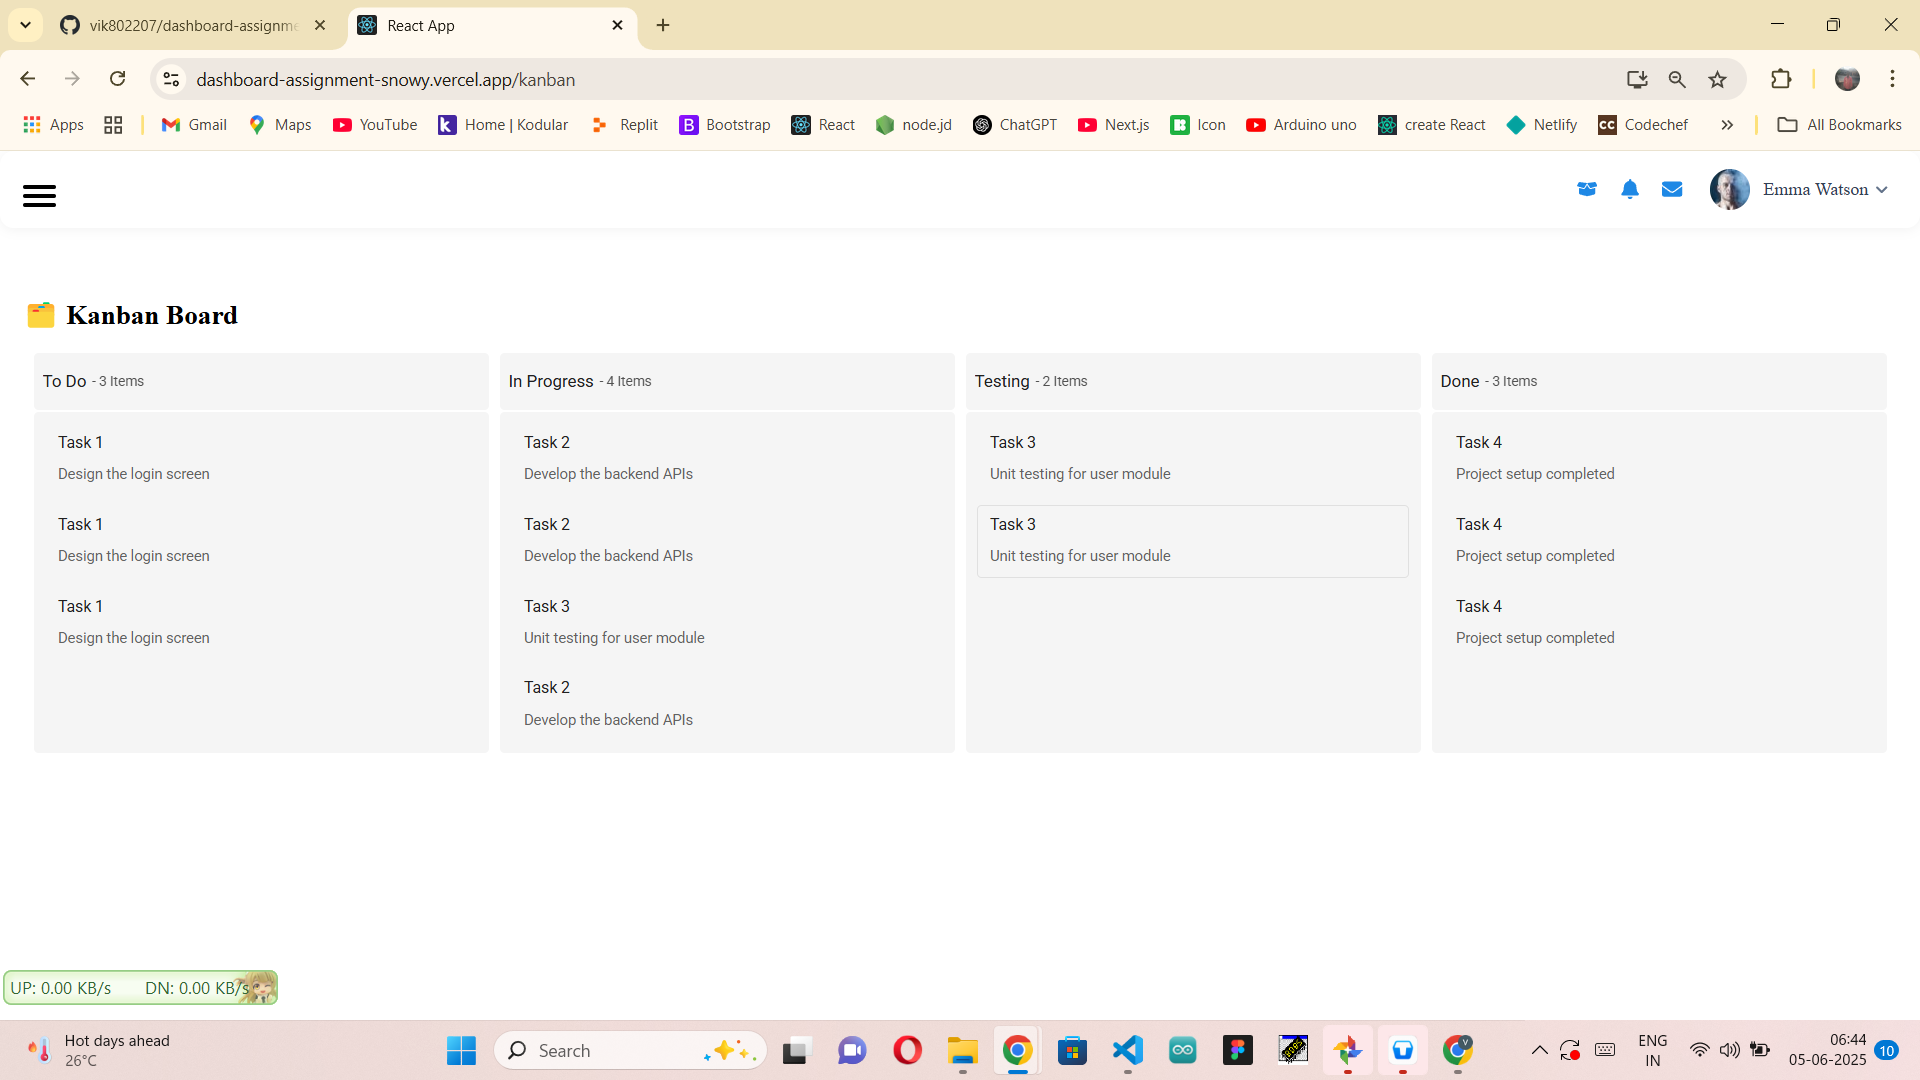 vik802207/dashboard-assignme
React App
dashboard-assignment-snowy.vercel.app/kanban
Apps
Gmail
Maps
YouTube
Home | Kodular
Replit
Bootstrap
React
node.jd
ChatGPT
Next.js
Icon
Arduino uno
create React
Netlify
Codechef
All Bookmarks
Emma Watson
Kanban Board
To Do - 3 Items
Task 1
Design the login screen
Task 1
Design the login screen
Task 1
Design the login screen
In Progress - 4 Items
Task 2
Develop the backend APIs
Task 2
Develop the backend APIs
Task 3
Unit testing for user module
Task 2
Develop the backend APIs
Testing - 2 Items
Task 3
Unit testing for user module
Task 3
Unit testing for user module
Done - 3 Items
Task 4
Project setup completed
Task 4
Project setup completed
Task 4
Project setup completed
UP: 0.00 KB/s DN: 0.00 KB/s
Hot days ahead
26°C
Search
ENG
IN
06:44
05-06-2025
10